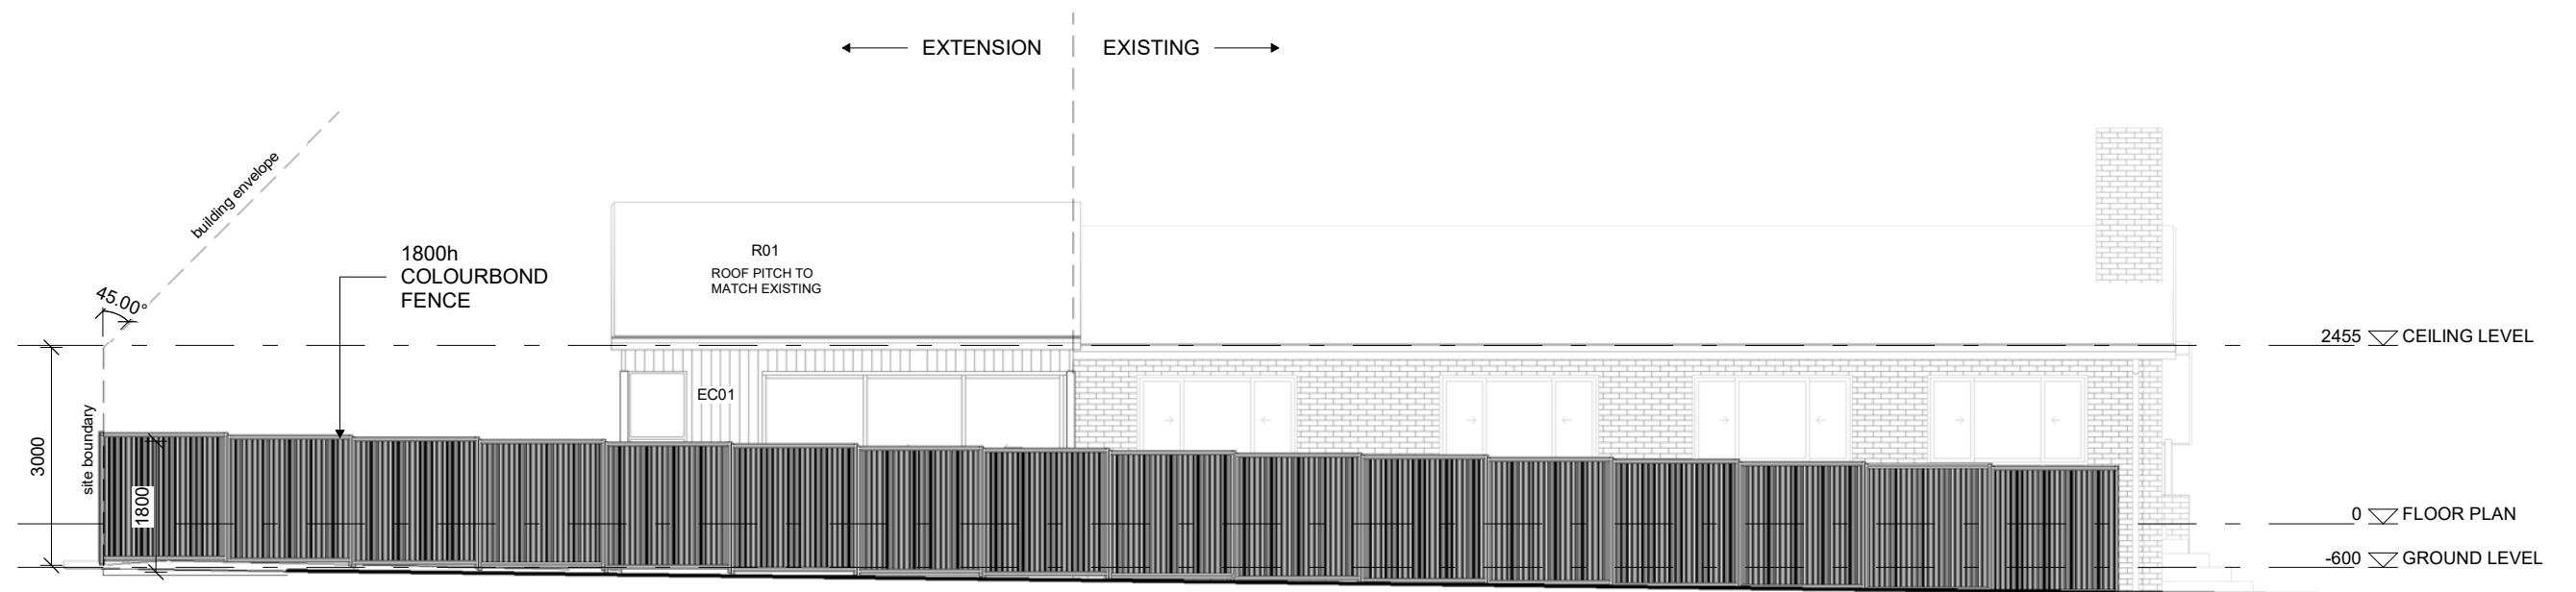 EXTENSION
EXISTING
building envelope
1800h
COLOURBOND
FENCE
45.00°
R01
ROOF PITCH TO
MATCH EXISTING
2455 CEILING LEVEL
EC01
site boundary
3000
1800
0 FLOOR PLAN
-600 GROUND LEVEL